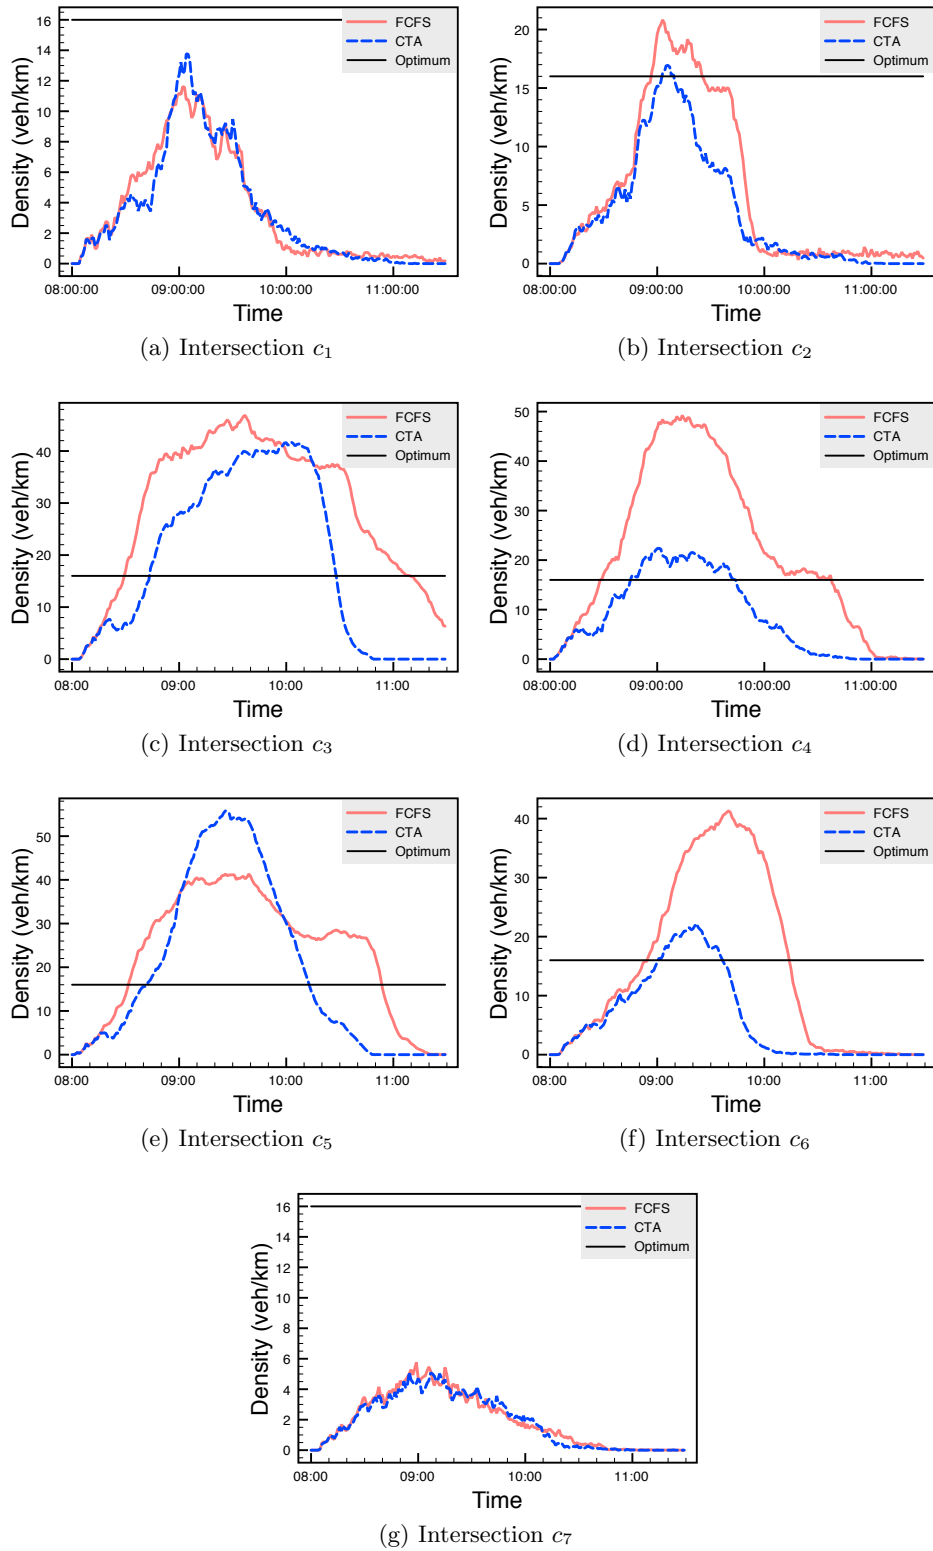 16
14
12
10
8
6
4
2
0
Density (veh/km)
FCFS
CTA
Optimum
08:00:00
09:00:00
10:00:00
11:00:00
Time
(a) Intersection c1
20
15
10
5
0
Density (veh/km)
FCFS
CTA
Optimum
08:00:00
09:00:00
10:00:00
11:00:00
Time
(b) Intersection c2
40
30
20
10
0
Density (veh/km)
FCFS
CTA
Optimum
08:00
09:00
10:00
11:00
Time
(c) Intersection c3
50
40
30
20
10
0
Density (veh/km)
FCFS
CTA
Optimum
08:00:00
09:00:00
10:00:00
11:00:00
Time
(d) Intersection c4
50
40
30
20
10
0
Density (veh/km)
FCFS
CTA
Optimum
08:00
09:00
10:00
11:00
Time
(e) Intersection c5
40
30
20
10
0
Density (veh/km)
FCFS
CTA
Optimum
08:00
09:00
10:00
11:00
Time
(f) Intersection c6
16
14
12
10
8
6
4
2
0
Density (veh/km)
FCFS
CTA
Optimum
08:00
09:00
10:00
11:00
Time
(g) Intersection c7